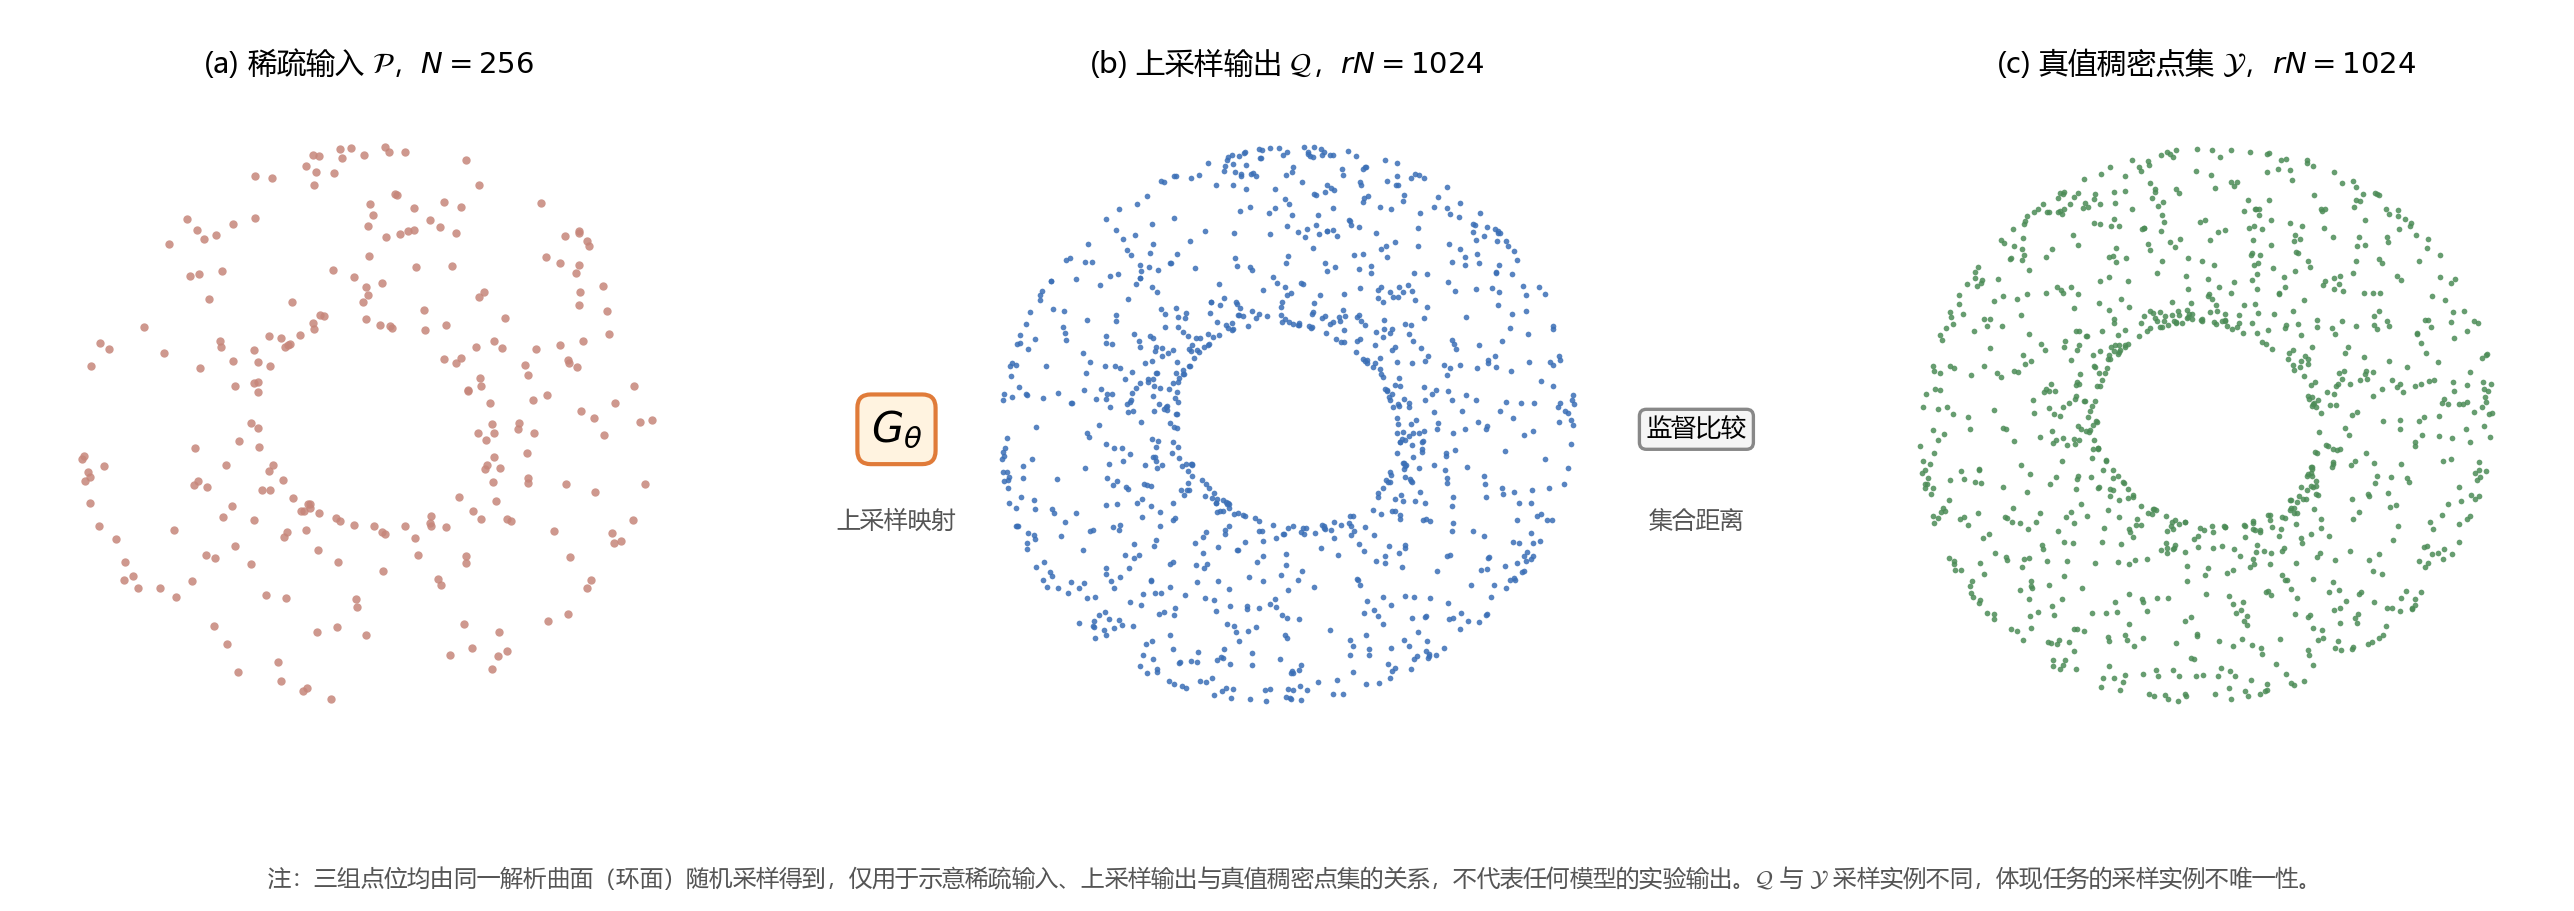 (a) 稀疏输入 𝒫，N = 256
(b) 上采样输出 𝒬，rN = 1024
(c) 真值稠密点集 𝒴，rN = 1024
G_θ
上采样映射
监督比较
集合距离
注：三组点位均由同一解析曲面（环面）随机采样得到，仅用于示意稀疏输入、上采样输出与真值稠密点集的关系，不代表任何模型的实验输出。𝒬 与 𝒴 采样实例不同，体现任务的采样实例不唯一性。